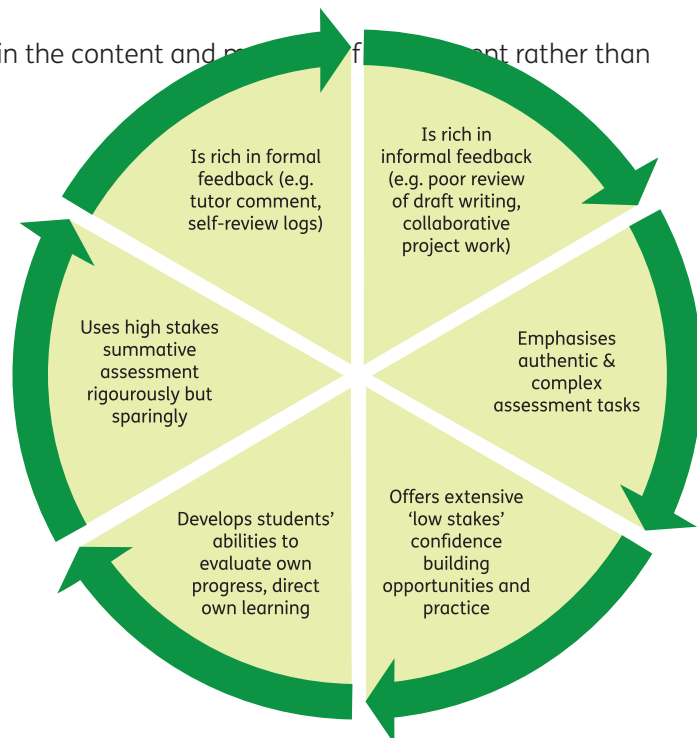 in the content and rather than
Is rich in formal
feedback (e.g.
tutor comment,
self-review logs)
Is rich in
informal feedback
(e.g. poor review
of draft writing,
collaborative
project work)
Emphasises
authentic &
complex
assessment tasks
Offers extensive
‘low stakes’
confidence
building
opportunities and
practice
Develops students’
abilities to
evaluate own
progress, direct
own learning
Uses high stakes
summative
assessment
rigourously but
sparingly